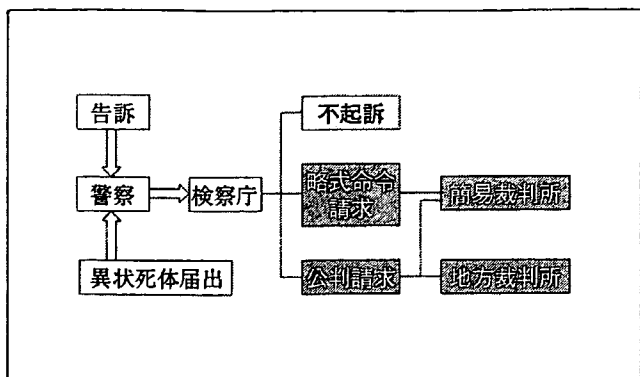 告訴
不起訴
警察
検察庁
略式命令
請求
簡易裁判所
異状死体届出
公判請求
地方裁判所